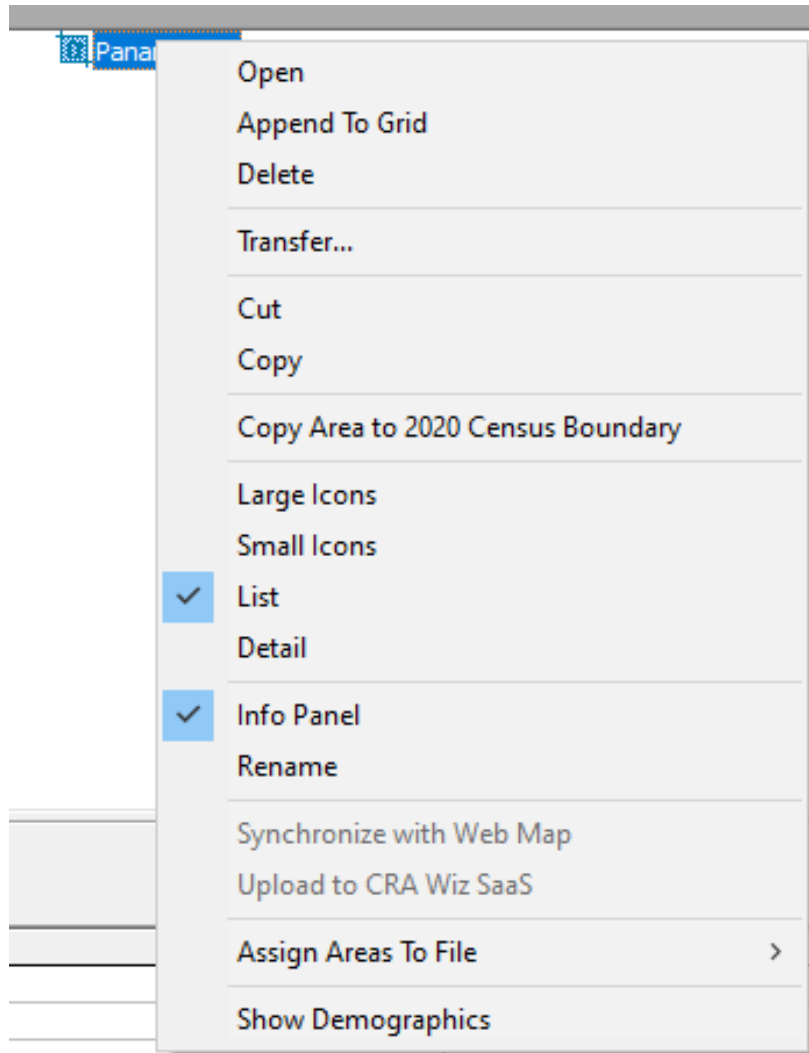 Open
Append To Grid
Delete
Transfer...
Cut
Copy
Copy Area to 2020 Census Boundary
Large Icons
Small Icons
List
Detail
Info Panel
Rename
Synchronize with Web Map
Upload to CRA Wiz SaaS
Assign Areas To File
Show Demographics